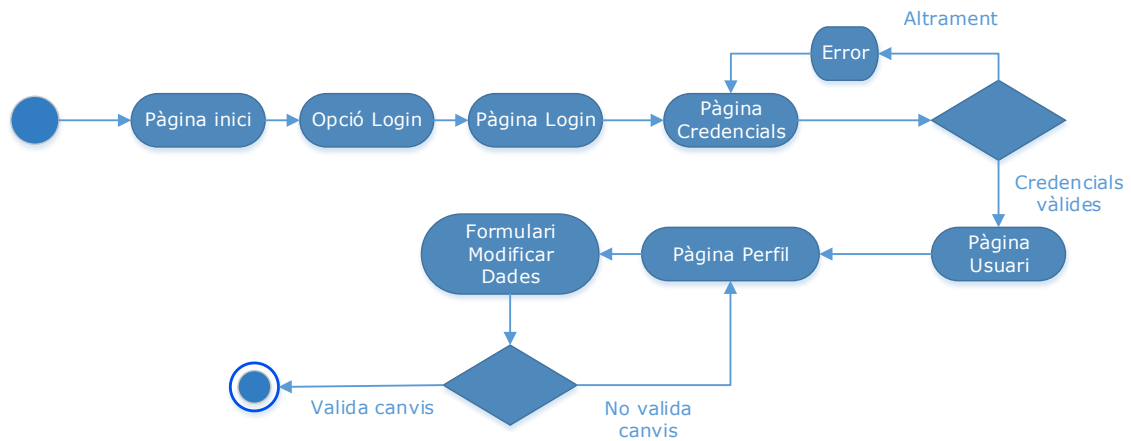 Altrament
Error
Pàgina inici
Opció Login
Pàgina Login
Pàgina
Credencials
Credencials
vàlides
Formulari
Modificar
Dades
Pàgina Perfil
Pàgina
Usuari
Valida canvis
No valida
canvis